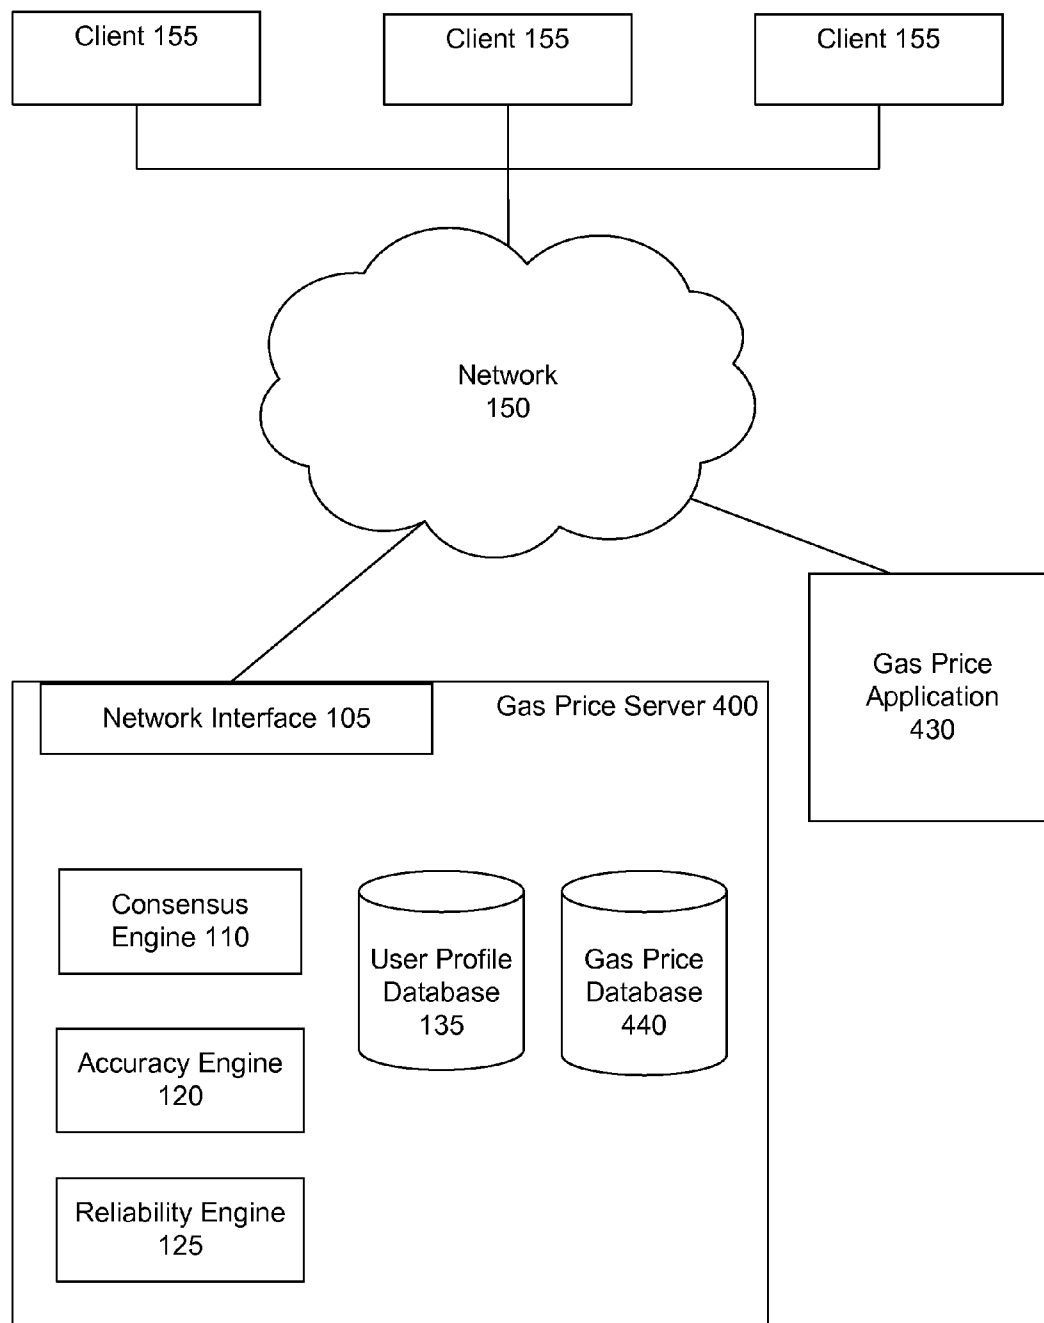 Client 155
Client 155
Client 155
Network
150
Gas Price
Application
430
Network Interface 105
Gas Price Server 400
Consensus
Engine 110
User Profile
Database
135
Gas Price
Database
440
Accuracy Engine
120
Reliability Engine
125